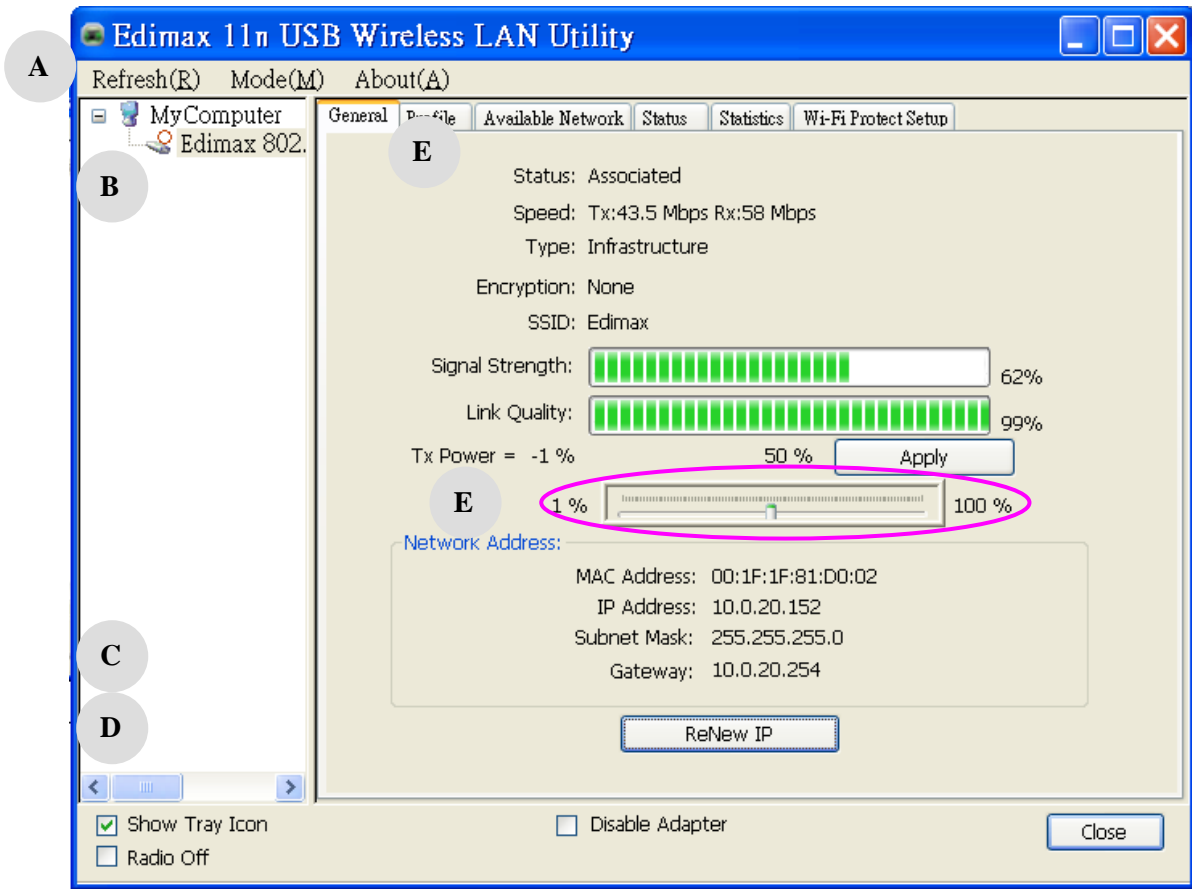 Edimax 11n USB Wireless LAN Utility
A
Refresh(R) Mode(M) About(A)
MyComputer
Edimax 802.
B
C
D
General Profile Available Network Status Statistics Wi-Fi Protect Setup
E
Status: Associated
Speed: Tx:43.5 Mbps Rx:58 Mbps
Type: Infrastructure
Encryption: None
SSID: Edimax
Signal Strength: 62%
Link Quality: 99%
Tx Power = -1 % 50 % Apply
E 1 % 100 %
Network Address:
MAC Address: 00:1F:1F:81:D0:02
IP Address: 10.0.20.152
Subnet Mask: 255.255.255.0
Gateway: 10.0.20.254
ReNew IP
Show Tray Icon Disable Adapter Close
Radio Off